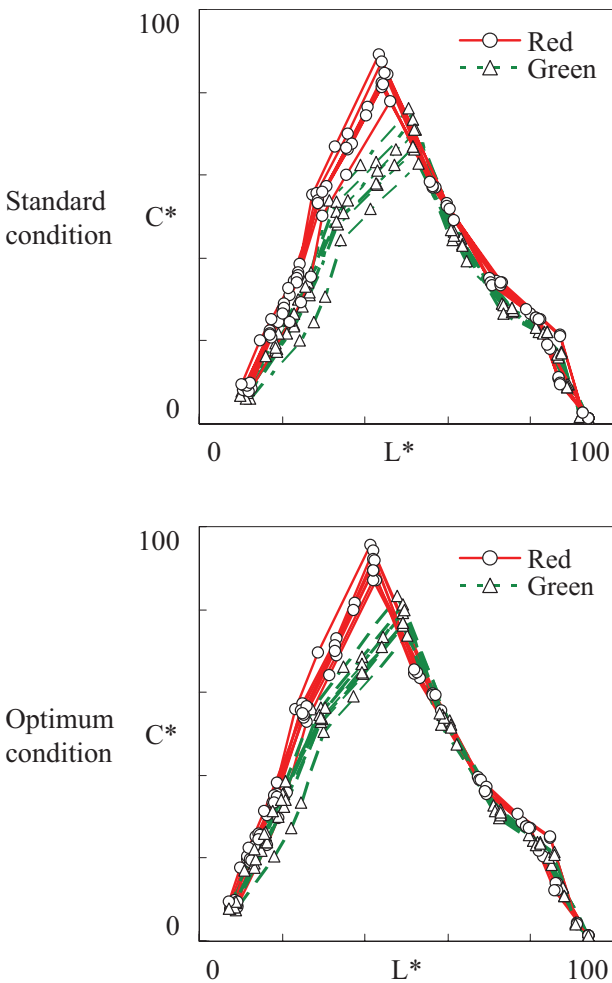 100
Red
Green
Standard
condition
C*
0
0
L*
100
100
Red
Green
Optimum
condition
C*
0
0
L*
100